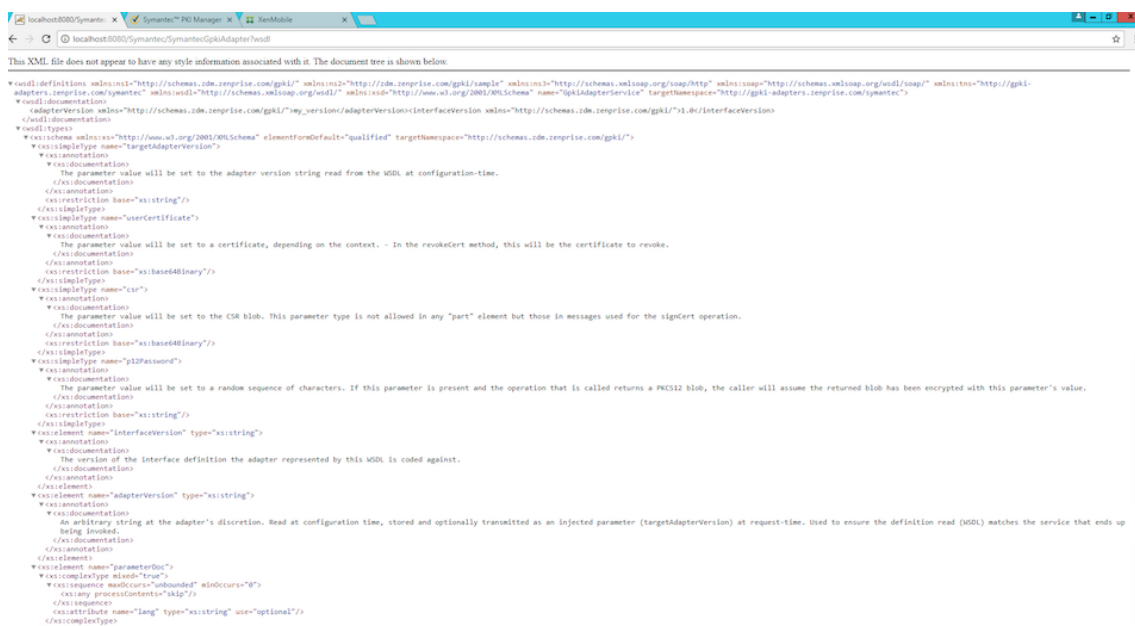 localhost:8080/Symantec
Symantec™ PKI Manager
XenMobile
localhost:8080/Symantec/SymantecGpkiAdapter?wsdl
This XML file does not appear to have any style information associated with it. The document tree is shown below.
▼<wsdl:definitions xmlns:ns1="http://schemas.zdm.zenprise.com/gpki/" xmlns:ns2="http://zdm.zenprise.com/gpki/sample" xmlns:ns3="http://schemas.xmlsoap.org/soap/http" xmlns:soap="http://schemas.xmlsoap.org/wsdl/soap/" xmlns:tns="http://gpki-
adapters.zenprise.com/symantec" xmlns:wsdl="http://schemas.xmlsoap.org/wsdl/" xmlns:xsd="http://www.w3.org/2001/XMLSchema" name="GpkiAdapterService" targetNamespace="http://gpki-adapters.zenprise.com/symantec">
▼<wsdl:documentation>
<adapterVersion xmlns="http://schemas.zdm.zenprise.com/gpki/">my_version</adapterVersion><interfaceVersion xmlns="http://schemas.zdm.zenprise.com/gpki/">1.0</interfaceVersion>
</wsdl:documentation>
▼<wsdl:types>
▼<xs:schema xmlns:xs="http://www.w3.org/2001/XMLSchema" elementFormDefault="qualified" targetNamespace="http://schemas.zdm.zenprise.com/gpki/">
▼<xs:simpleType name="targetAdapterVersion">
▼<xs:annotation>
▼<xs:documentation>
The parameter value will be set to the adapter version string read from the WSDL at configuration-time.
</xs:documentation>
</xs:annotation>
<xs:restriction base="xs:string"/>
</xs:simpleType>
▼<xs:simpleType name="userCertificate">
▼<xs:annotation>
▼<xs:documentation>
The parameter value will be set to a certificate, depending on the context. - In the revokeCert method, this will be the certificate to revoke.
</xs:documentation>
</xs:annotation>
<xs:restriction base="xs:base64Binary"/>
</xs:simpleType>
▼<xs:simpleType name="csr">
▼<xs:annotation>
▼<xs:documentation>
The parameter value will be set to the CSR blob. This parameter type is not allowed in any "part" element but those in messages used for the signCert operation.
</xs:documentation>
</xs:annotation>
<xs:restriction base="xs:base64Binary"/>
</xs:simpleType>
▼<xs:simpleType name="p12Password">
▼<xs:annotation>
▼<xs:documentation>
The parameter value will be set to a random sequence of characters. If this parameter is present and the operation that is called returns a PKCS12 blob, the caller will assume the returned blob has been encrypted with this parameter's value.
</xs:documentation>
</xs:annotation>
<xs:restriction base="xs:string"/>
</xs:simpleType>
▼<xs:element name="interfaceVersion" type="xs:string">
▼<xs:annotation>
▼<xs:documentation>
The version of the interface definition the adapter represented by this WSDL is coded against.
</xs:documentation>
</xs:annotation>
</xs:element>
▼<xs:element name="adapterVersion" type="xs:string">
▼<xs:annotation>
▼<xs:documentation>
An arbitrary string at the adapter's discretion. Read at configuration time, stored and optionally transmitted as an injected parameter (targetAdapterVersion) at request-time. Used to ensure the definition read (WSDL) matches the service that ends up
being invoked.
</xs:documentation>
</xs:annotation>
</xs:element>
▼<xs:element name="parameterDoc">
▼<xs:complexType mixed="true">
▼<xs:sequence maxOccurs="unbounded" minOccurs="0">
<xs:any processContents="skip"/>
</xs:sequence>
<xs:attribute name="lang" type="xs:string" use="optional"/>
</xs:complexType>